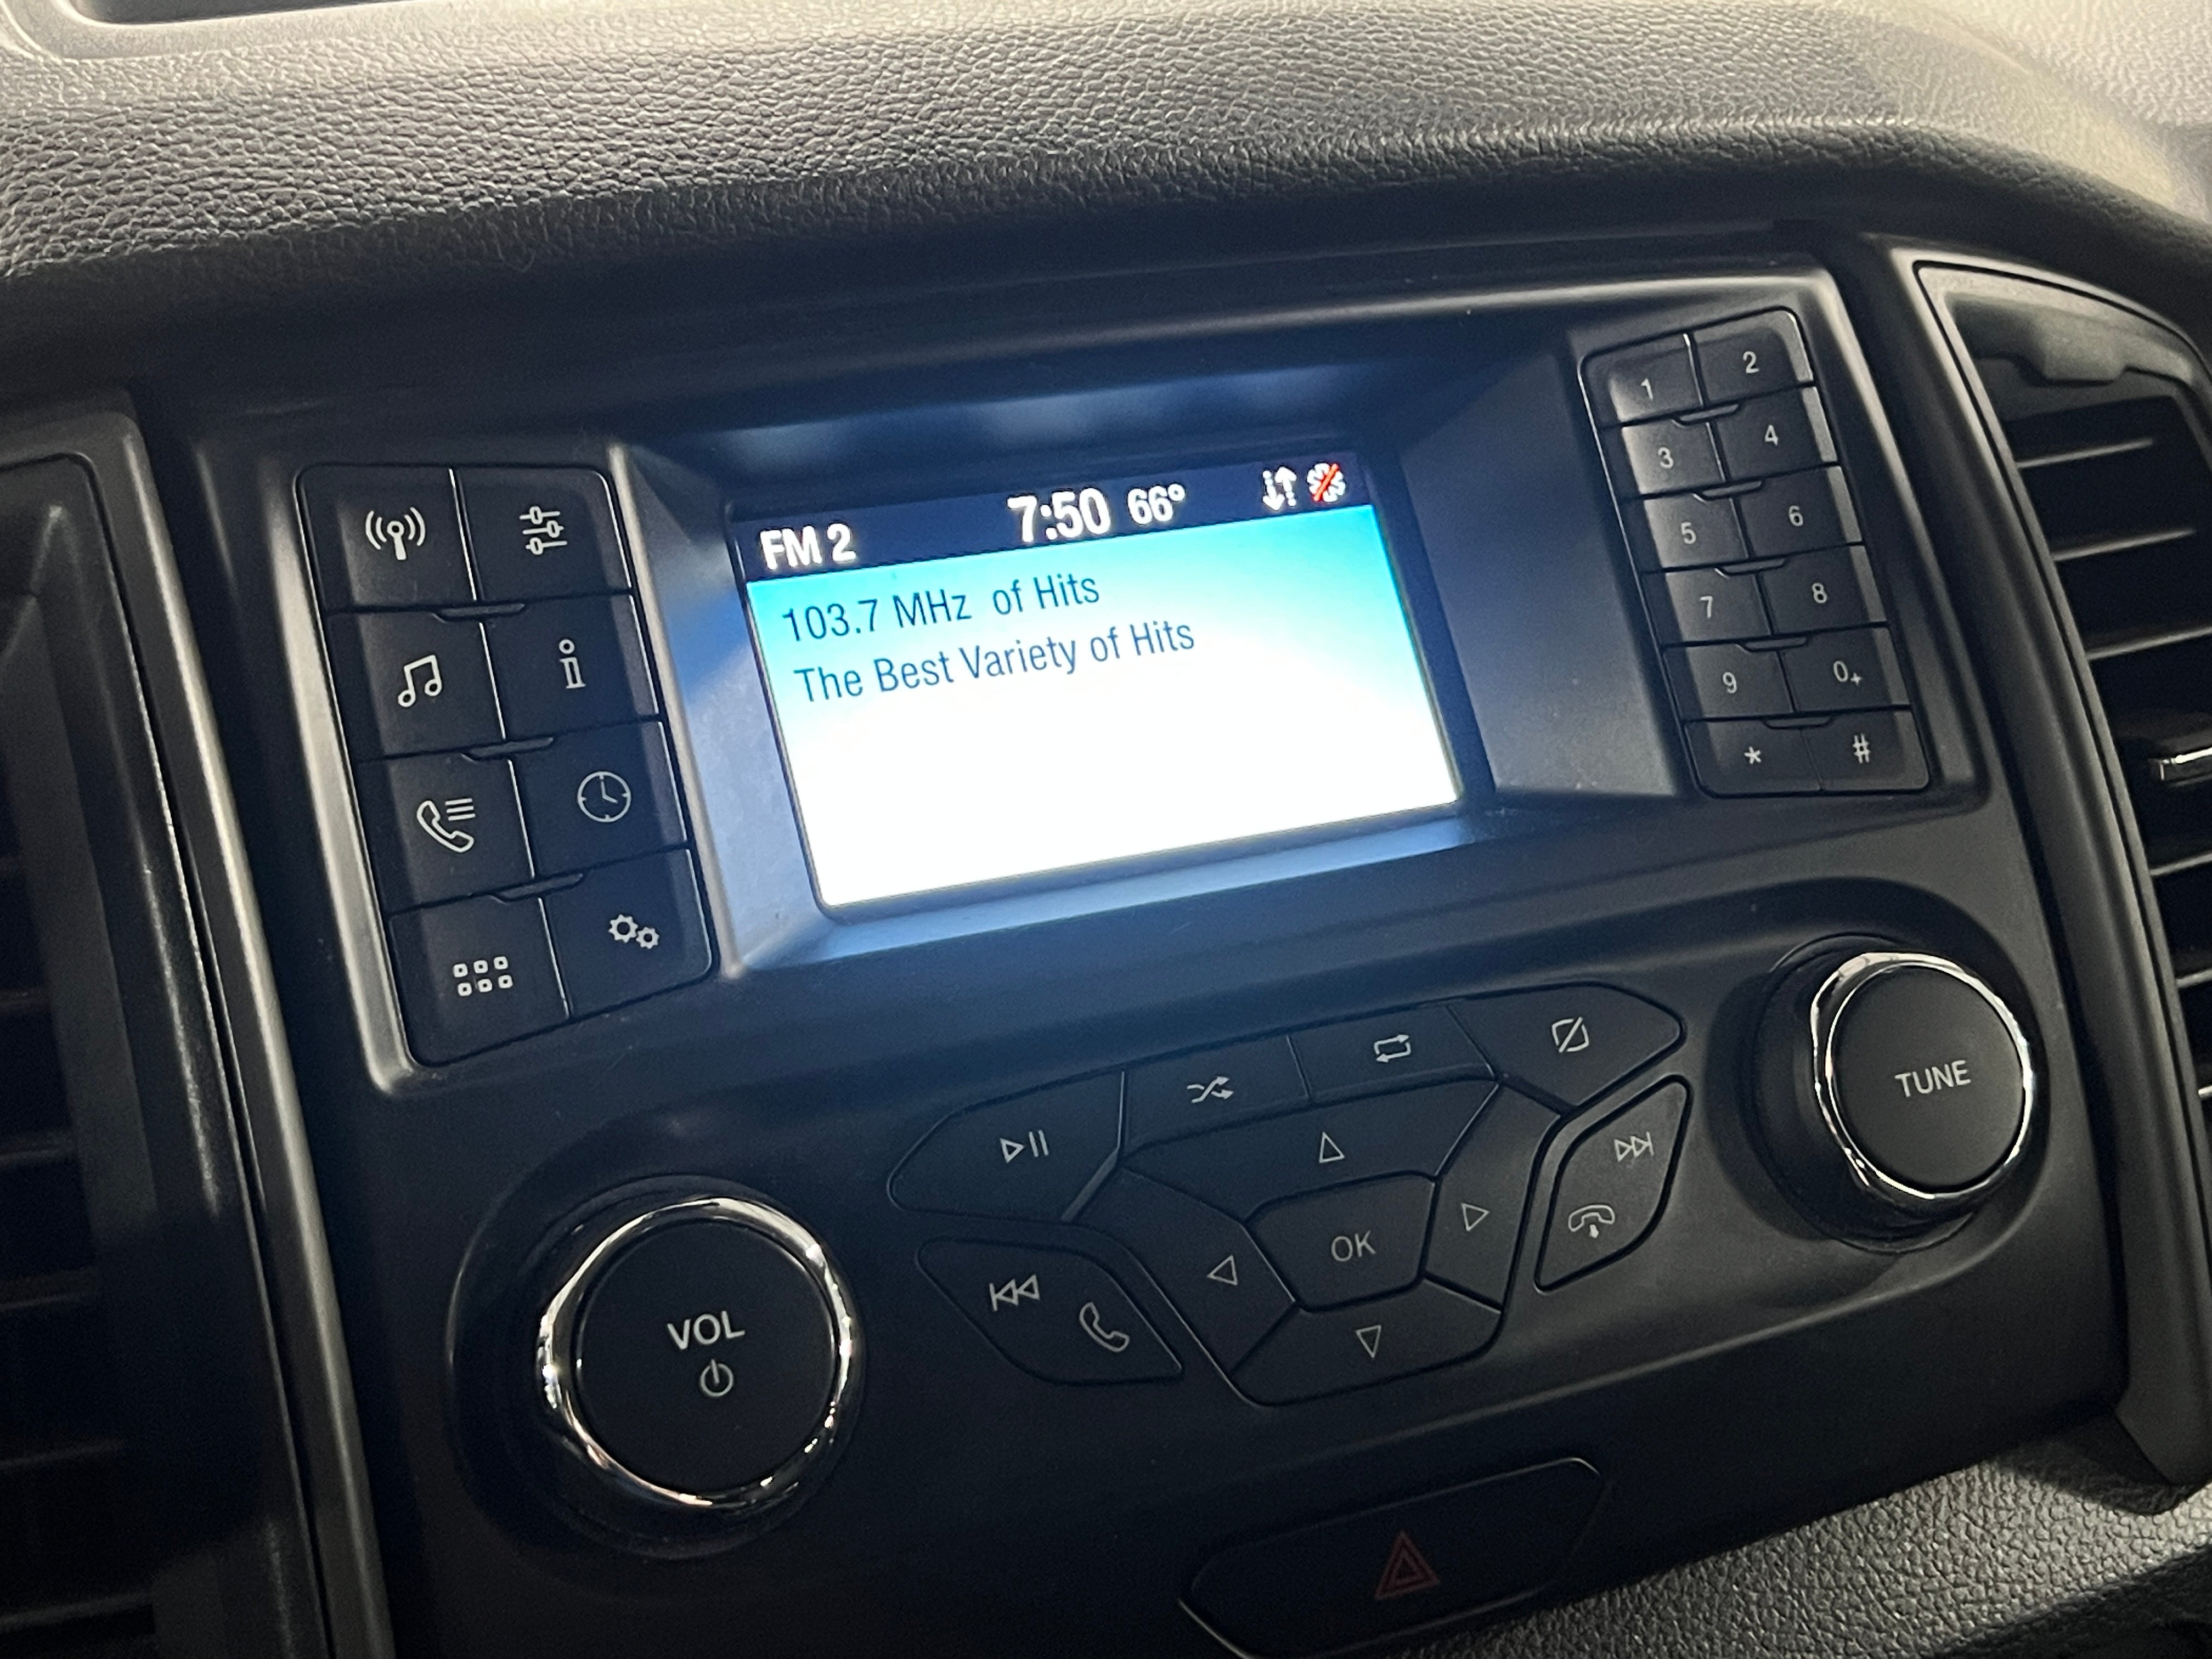 FM 2 7:50 66°
103.7 MHz of Hits
The Best Variety of Hits
1 2
3 4
5 6
7 8
9 0+
* #
TUNE
OK
VOL